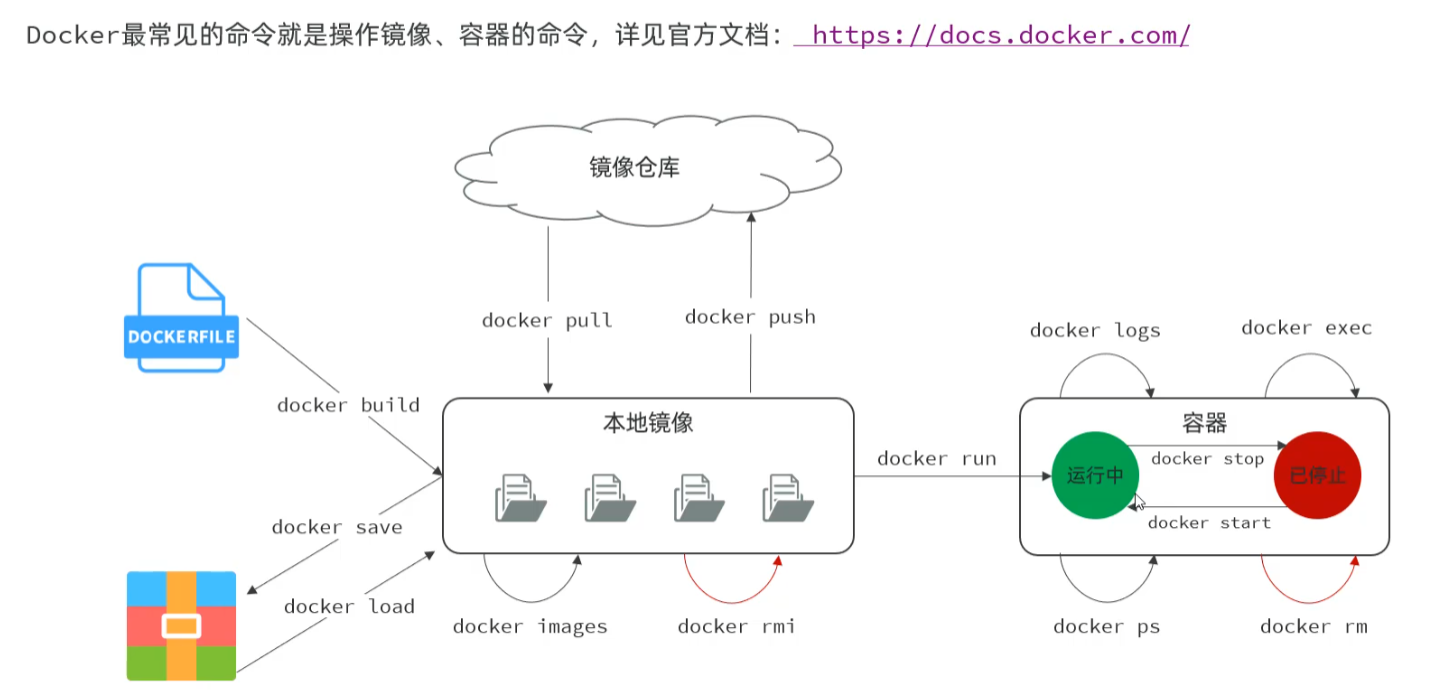 Docker最常见的命令就是操作镜像、容器的命令，详见官方文档： https://docs.docker.com/
镜像仓库
DOCKERFILE
docker pull
docker push
docker logs
docker exec
docker build
本地镜像
容器
docker run
运行中
docker stop
已停止
docker start
docker save
docker load
docker images
docker rmi
docker ps
docker rm